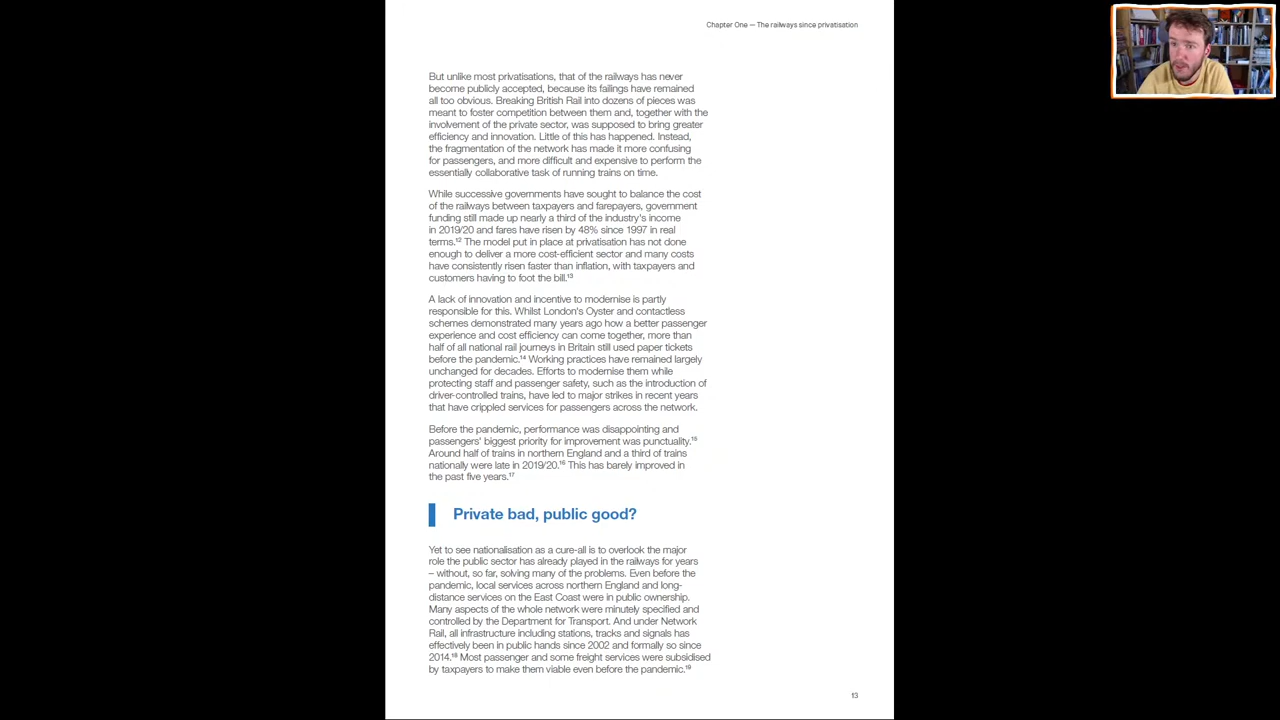 Chapter One — The railways since privatisation
But unlike most privatisations, that of the railways has never
become publicly accepted, because its failings have remained
all too obvious. Breaking British Rail into dozens of pieces was
meant to foster competition between them and, together with the
involvement of the private sector, was supposed to bring greater
efficiency and innovation. Little of this has happened. Instead,
the fragmentation of the network has made it more confusing
for passengers, and more difficult and expensive to perform the
essentially collaborative task of running trains on time.
While successive governments have sought to balance the cost
of the railways between taxpayers and farepayers, government
funding still made up nearly a third of the industry's income
in 2019/20 and fares have risen by 48% since 1997 in real
terms.¹² The model put in place at privatisation has not done
enough to deliver a more cost-efficient sector and many costs
have consistently risen faster than inflation, with taxpayers and
customers having to foot the bill.¹³
A lack of innovation and incentive to modernise is partly
responsible for this. Whilst London's Oyster and contactless
schemes demonstrated many years ago how a better passenger
experience and cost efficiency can come together, more than
half of all national rail journeys in Britain still used paper tickets
before the pandemic.¹⁴ Working practices have remained largely
unchanged for decades. Efforts to modernise them while
protecting staff and passenger safety, such as the introduction of
driver-controlled trains, have led to major strikes in recent years
that have crippled services for passengers across the network.
Before the pandemic, performance was disappointing and
passengers' biggest priority for improvement was punctuality.¹⁵
Around half of trains in northern England and a third of trains
nationally were late in 2019/20.¹⁶ This has barely improved in
the past five years.¹⁷
Private bad, public good?
Yet to see nationalisation as a cure-all is to overlook the major
role the public sector has already played in the railways for years
– without, so far, solving many of the problems. Even before the
pandemic, local services across northern England and long-
distance services on the East Coast were in public ownership.
Many aspects of the whole network were minutely specified and
controlled by the Department for Transport. And under Network
Rail, all infrastructure including stations, tracks and signals has
effectively been in public hands since 2002 and formally so since
2014.¹⁸ Most passenger and some freight services were subsidised
by taxpayers to make them viable even before the pandemic.¹⁹
13